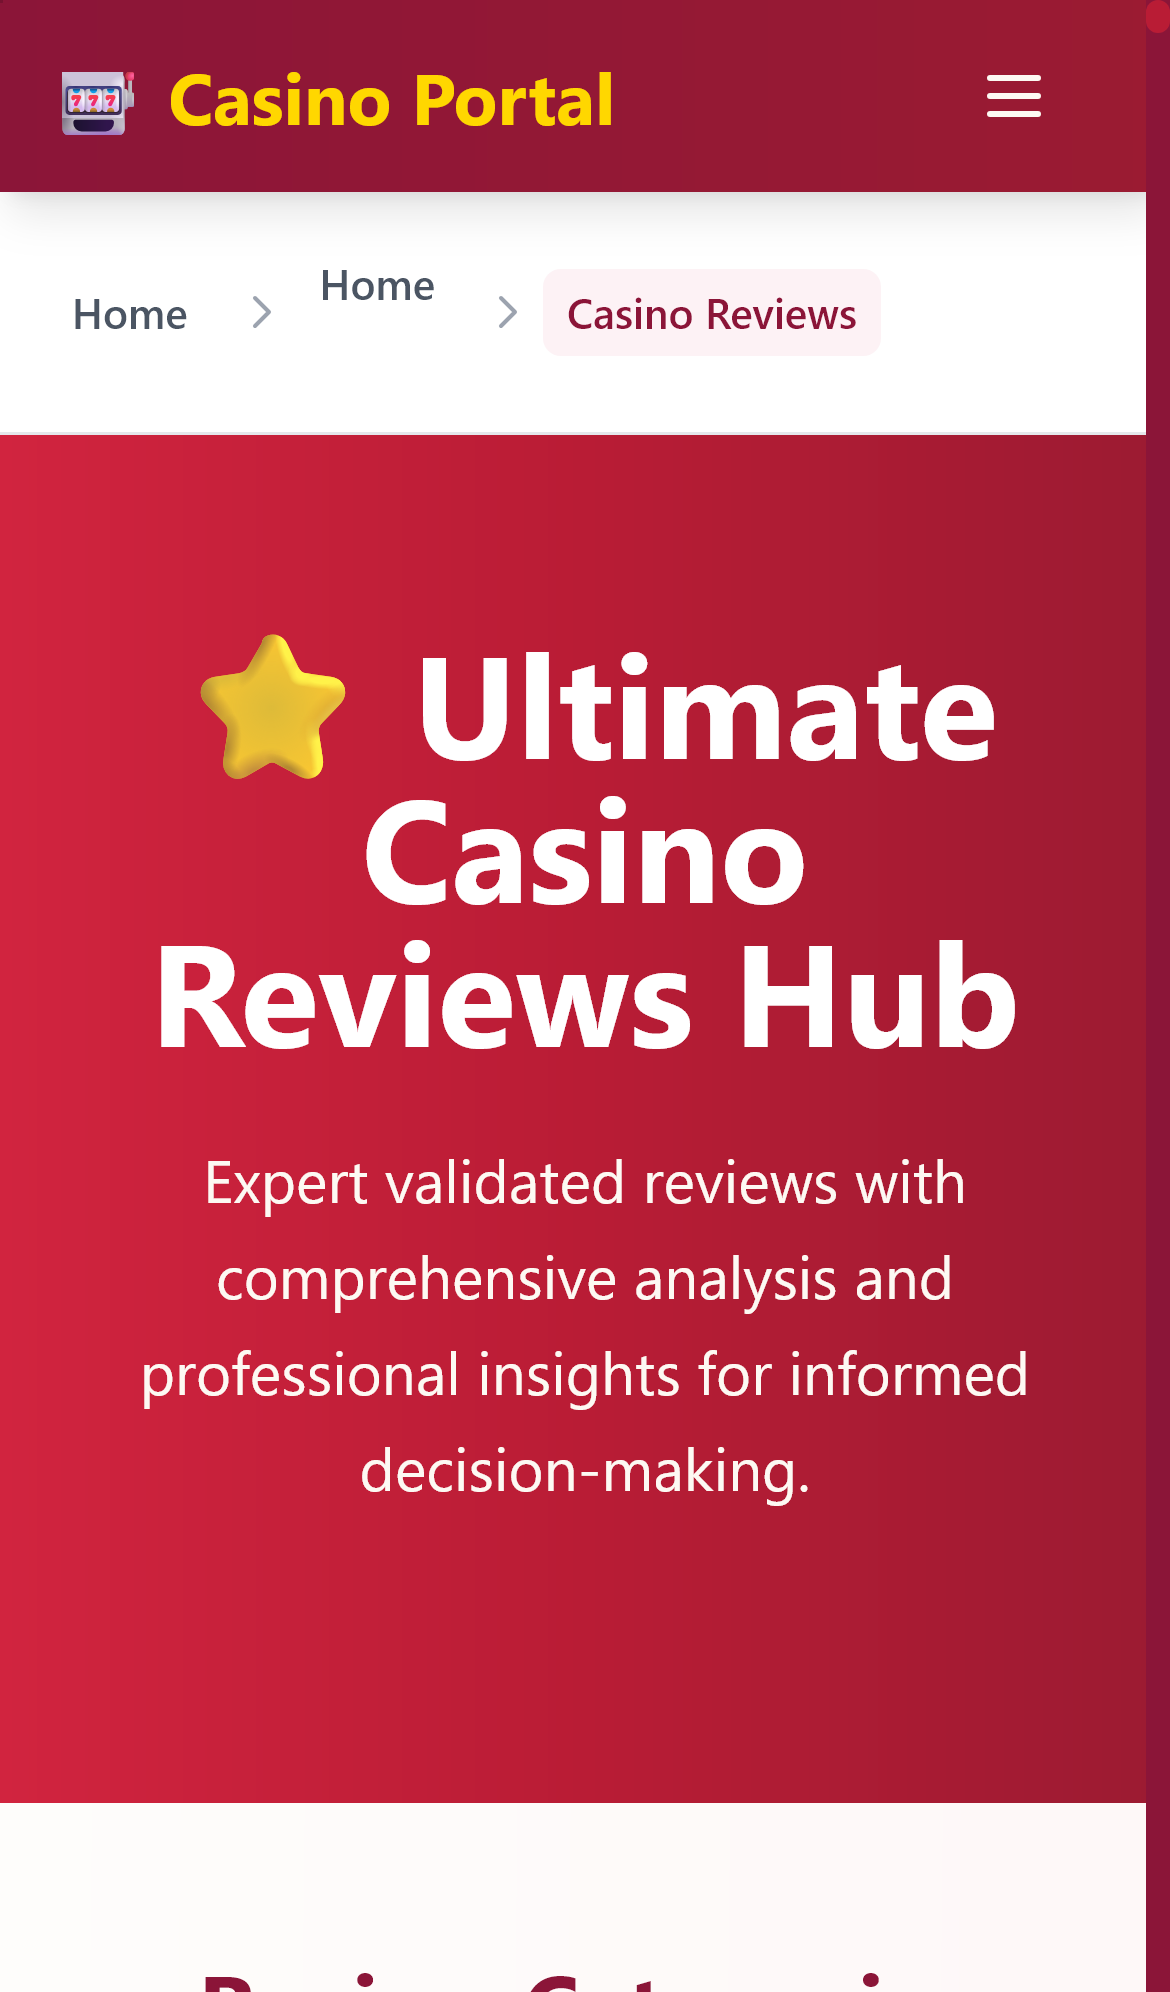 Casino Portal
Home Home Casino Reviews
Ultimate
Casino
Reviews Hub
Expert validated reviews with
comprehensive analysis and
professional insights for informed
decision-making.